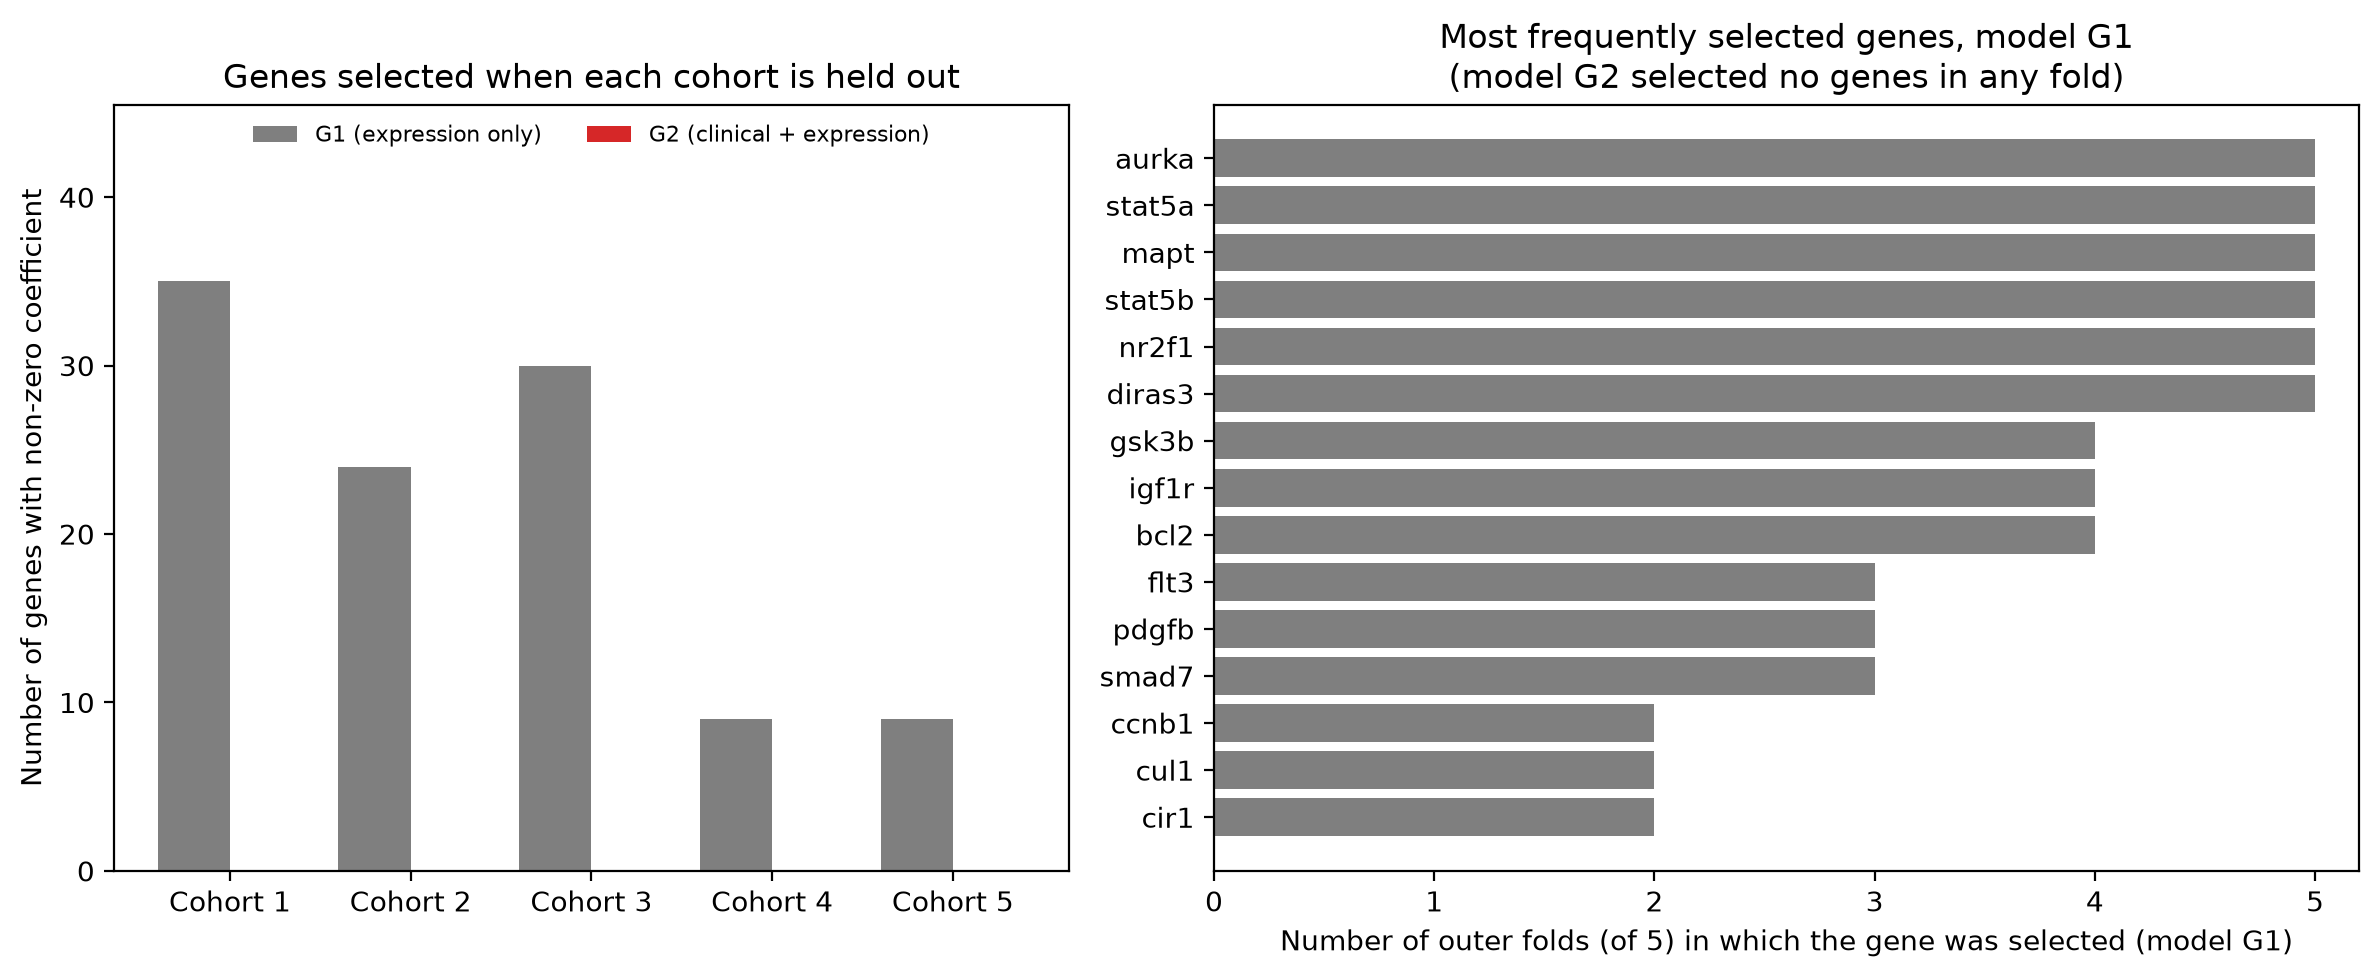 Genes selected when each cohort is held out
G1 (expression only)
G2 (clinical + expression)
Number of genes with non-zero coefficient
40
30
20
10
0
Cohort 1
Cohort 2
Cohort 3
Cohort 4
Cohort 5
Most frequently selected genes, model G1
(model G2 selected no genes in any fold)
aurka
stat5a
mapt
stat5b
nr2f1
diras3
gsk3b
igf1r
bcl2
flt3
pdgfb
smad7
ccnb1
cul1
cir1
0
1
2
3
4
5
Number of outer folds (of 5) in which the gene was selected (model G1)